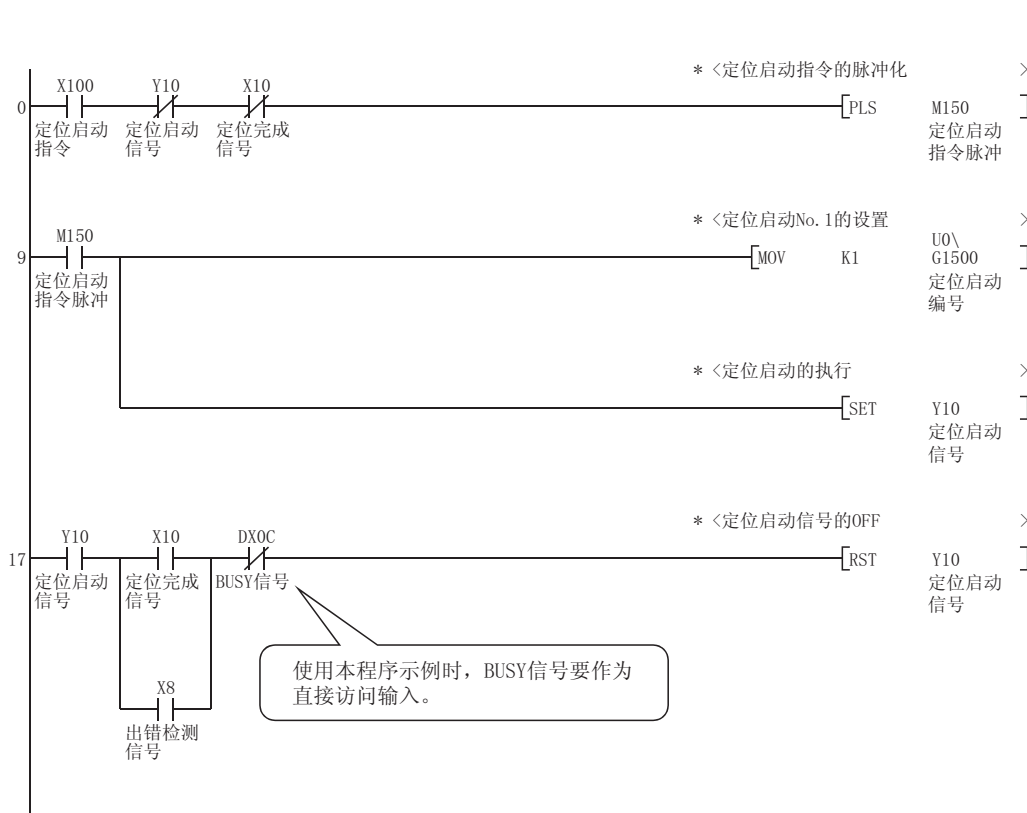 * <定位启动指令的脉冲化 >
X100 Y10 X10
0 PLS M150
定位启动 定位启动 定位完成 定位启动
指令 信号 信号 指令脉冲
* <定位启动No.1的设置 >
M150 U0\
9 MOV K1 G1500
定位启动 定位启动
指令脉冲 编号
* <定位启动的执行 >
SET Y10
定位启动
信号
* <定位启动信号的OFF >
Y10 X10 DX0C
17 RST Y10
定位启动 定位完成 BUSY信号 定位启动
信号 信号 信号
使用本程序示例时，BUSY信号要作为
直接访问输入。
X8
出错检测
信号